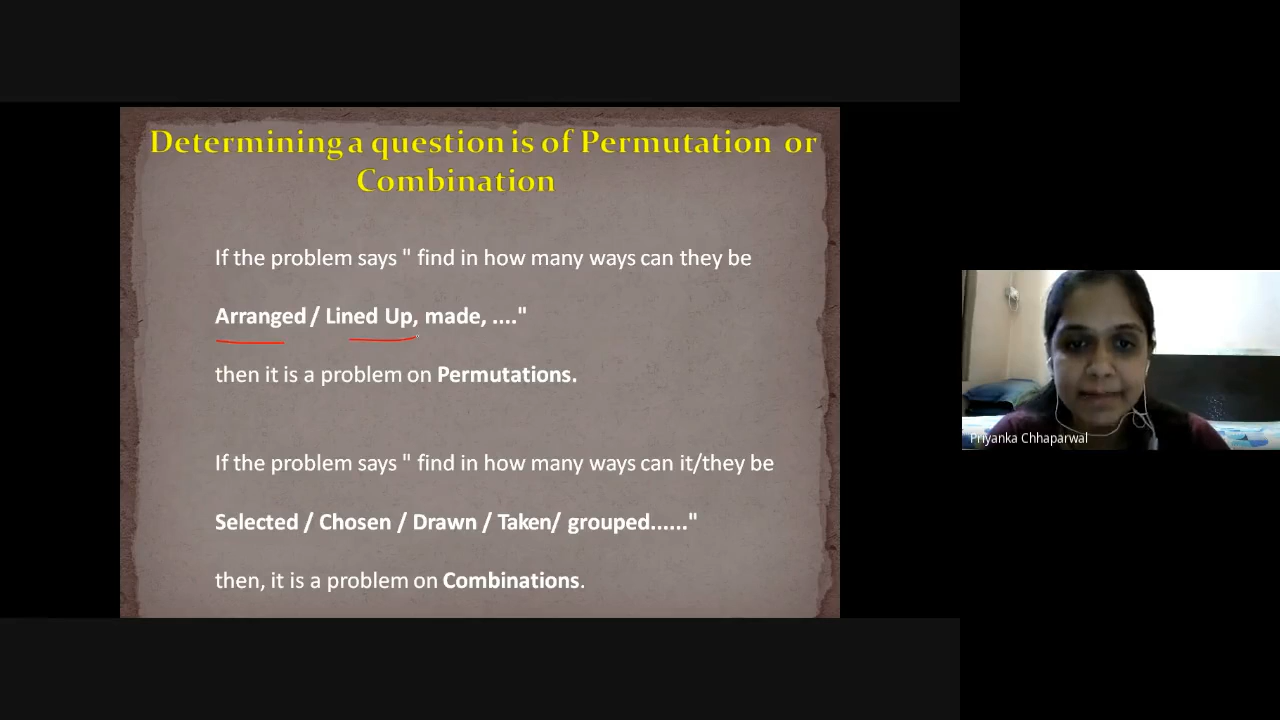 Determining a question is of Permutation or
Combination
If the problem says " find in how many ways can they be
Arranged / Lined Up, made, ...."
then it is a problem on Permutations.
If the problem says " find in how many ways can it/they be
Selected / Chosen / Drawn / Taken/ grouped......"
then, it is a problem on Combinations.
Priyanka Chhaparwal